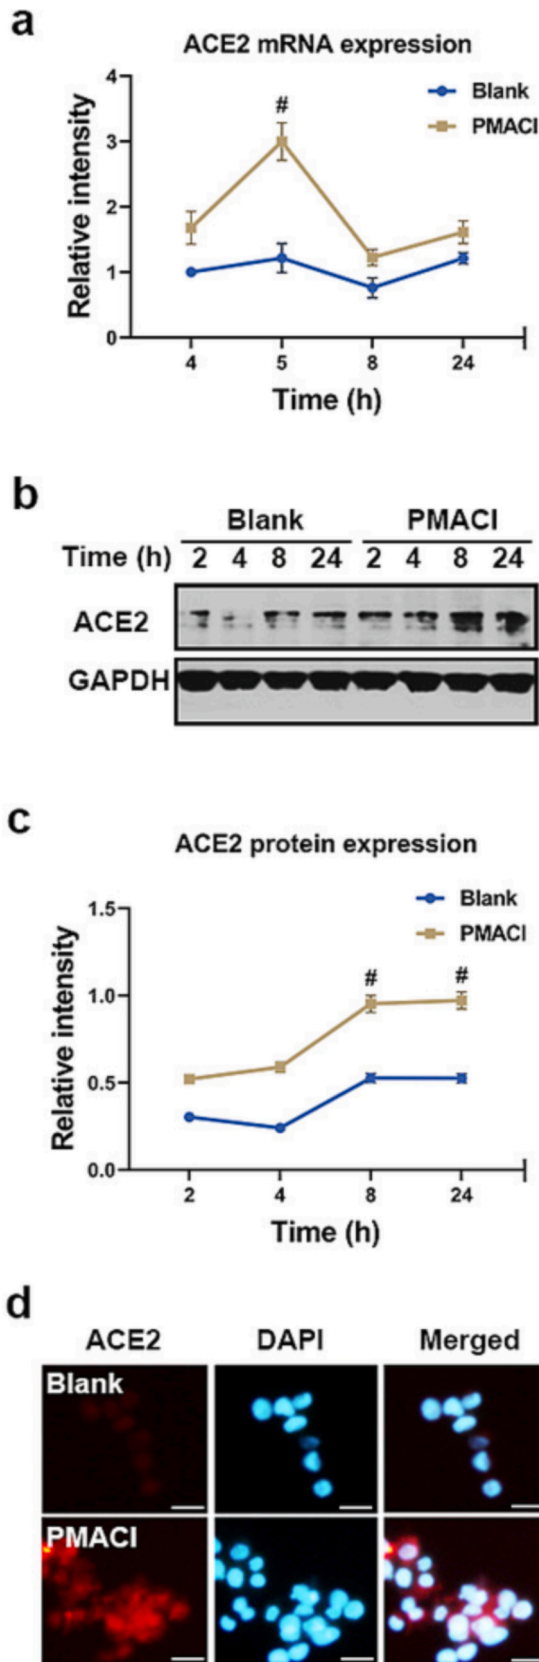 a
ACE2 mRNA expression
Relative intensity
4
3
2
1
0
Blank
PMACI
#
4 5 8 24
Time (h)
b
Blank PMACI
Time (h) 2 4 8 24 2 4 8 24
ACE2
GAPDH
c
ACE2 protein expression
Relative intensity
1.5
1.0
0.5
0.0
Blank
PMACI
# #
2 4 8 24
Time (h)
d
ACE2 DAPI Merged
Blank
PMACI